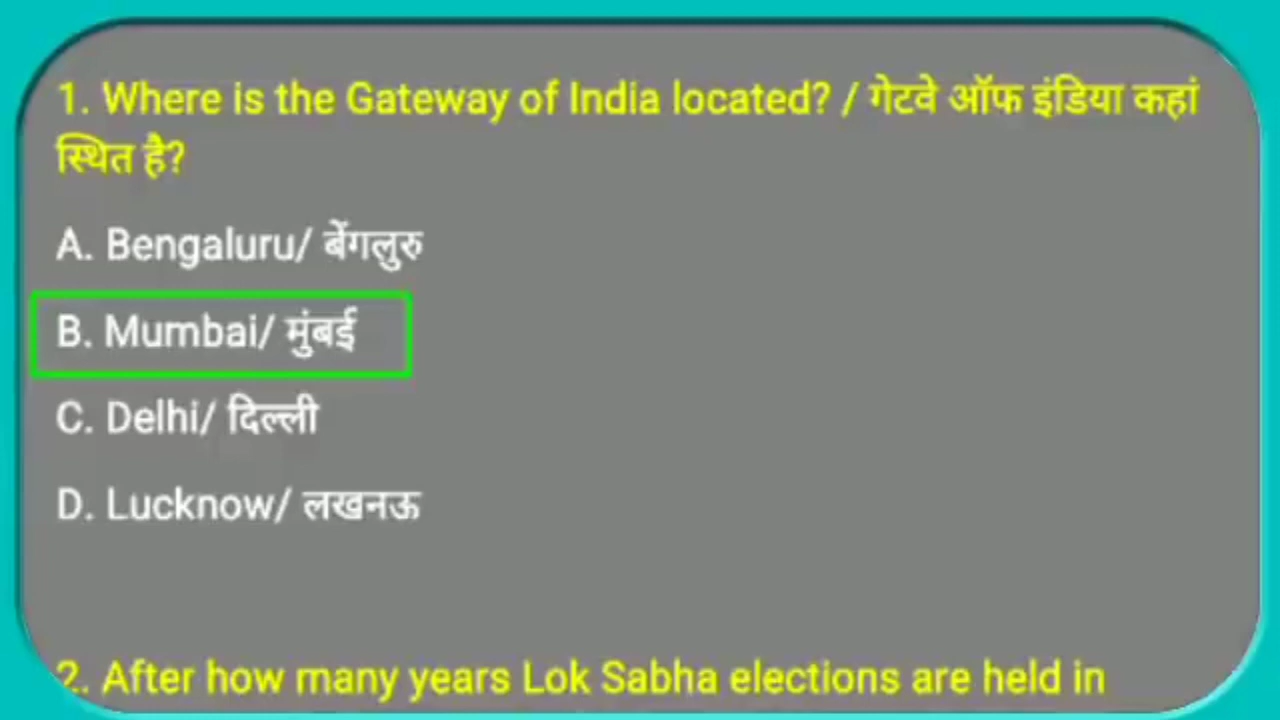 1. Where is the Gateway of India located? / गेटवे ऑफ इंडिया कहां
स्थित है?
A. Bengaluru/ बेंगलुरु
B. Mumbai/ मुंबई
C. Delhi/ दिल्ली
D. Lucknow/ लखनऊ
2. After how many years Lok Sabha elections are held in